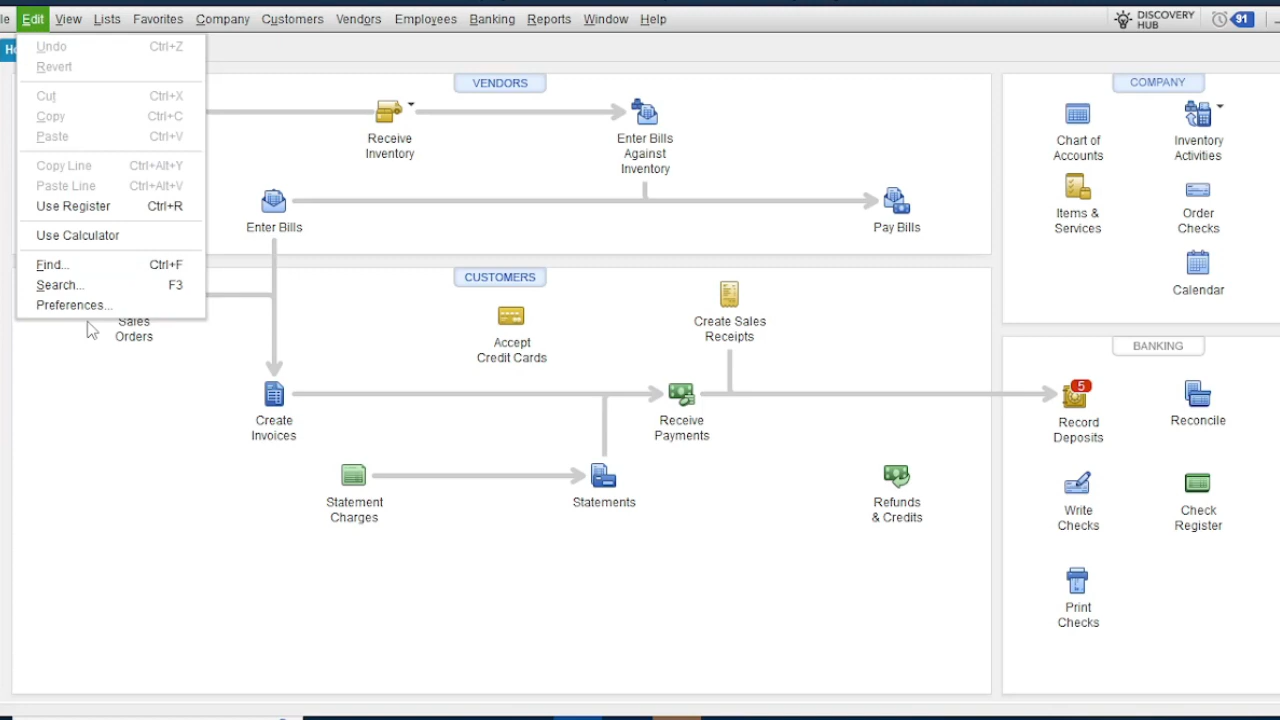 le Edit View Lists Favorites Company Customers Vendors Employees Banking Reports Window Help
DISCOVERY
HUB
91
Undo Ctrl+Z
Revert
Cut Ctrl+X
Copy Ctrl+C
Paste Ctrl+V
Copy Line Ctrl+Alt+Y
Paste Line Ctrl+Alt+V
Use Register Ctrl+R
Use Calculator
Find... Ctrl+F
Search... F3
Preferences...
VENDORS
Receive
Inventory
Enter Bills
Against
Inventory
Enter Bills
Pay Bills
CUSTOMERS
Sales
Orders
Accept
Credit Cards
Create Sales
Receipts
Create
Invoices
Receive
Payments
Statement
Charges
Statements
Refunds
& Credits
COMPANY
Chart of
Accounts
Inventory
Activities
Items &
Services
Order
Checks
Calendar
BANKING
5
Record
Deposits
Reconcile
Write
Checks
Check
Register
Print
Checks